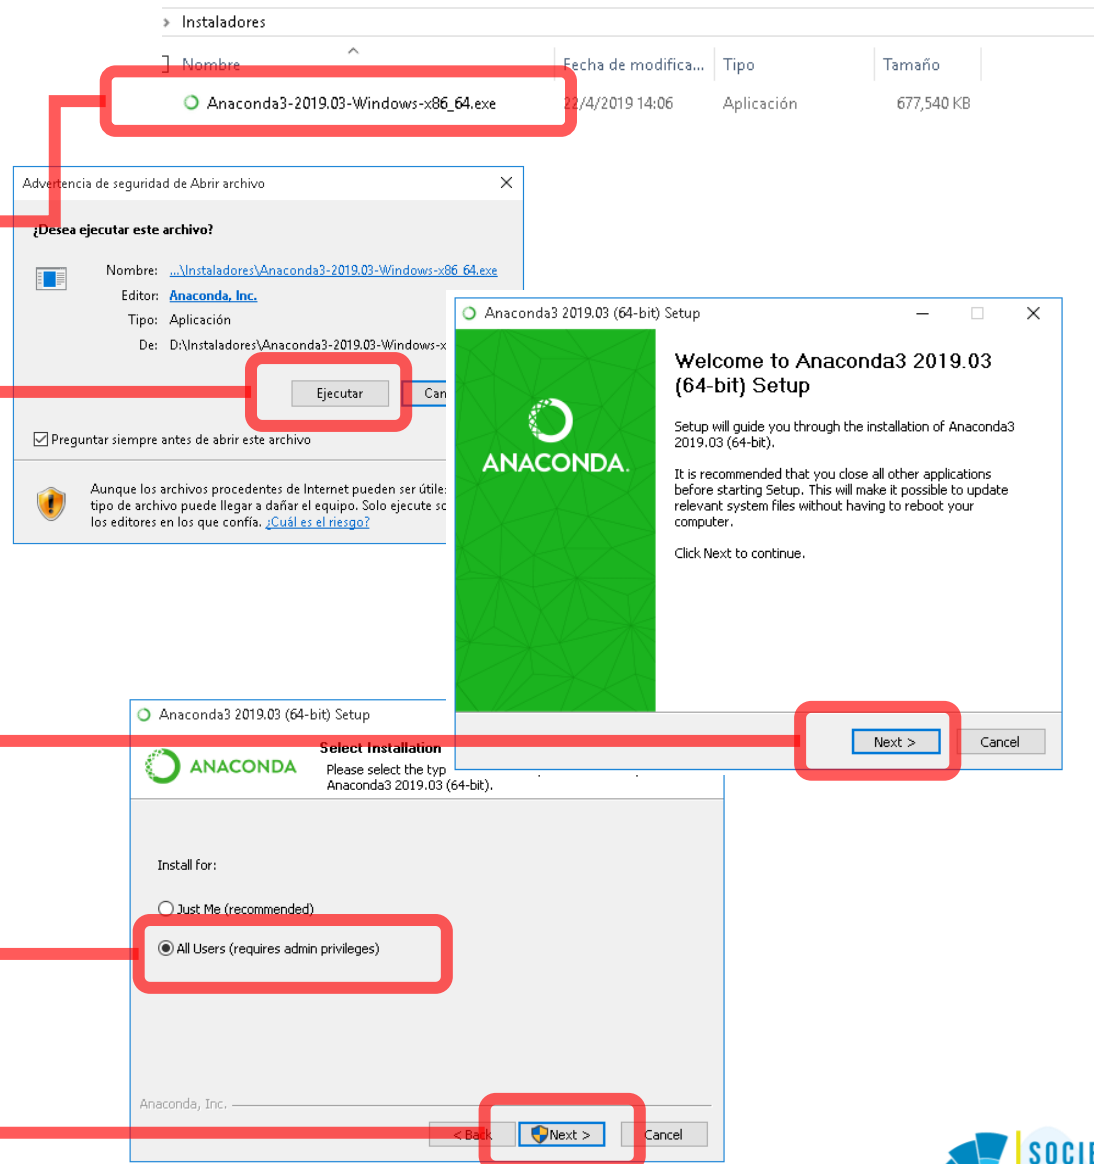 Instaladores
Nombre Fecha de modifica... Tipo Tamaño
Anaconda3-2019.03-Windows-x86_64.exe 22/4/2019 14:06 Aplicación 677,540 KB
Advertencia de seguridad de Abrir archivo
¿Desea ejecutar este archivo?
Nombre: ...\Instaladores\Anaconda3-2019.03-Windows-x86_64.exe
Editor: Anaconda, Inc.
Tipo: Aplicación
De: D:\Instaladores\Anaconda3-2019.03-Windows-x
Ejecutar Can
Preguntar siempre antes de abrir este archivo
Aunque los archivos procedentes de Internet pueden ser útile
tipo de archivo puede llegar a dañar el equipo. Solo ejecute so
los editores en los que confía. ¿Cuál es el riesgo?
Anaconda3 2019.03 (64-bit) Setup
ANACONDA.
Welcome to Anaconda3 2019.03
(64-bit) Setup
Setup will guide you through the installation of Anaconda3
2019.03 (64-bit).
It is recommended that you close all other applications
before starting Setup. This will make it possible to update
relevant system files without having to reboot your
computer.
Click Next to continue.
Next > Cancel
Anaconda3 2019.03 (64-bit) Setup
ANACONDA
Select Installation
Please select the typ
Anaconda3 2019.03 (64-bit).
Install for:
Just Me (recommended)
All Users (requires admin privileges)
Anaconda, Inc.
< Back Next > Cancel
SOCIE